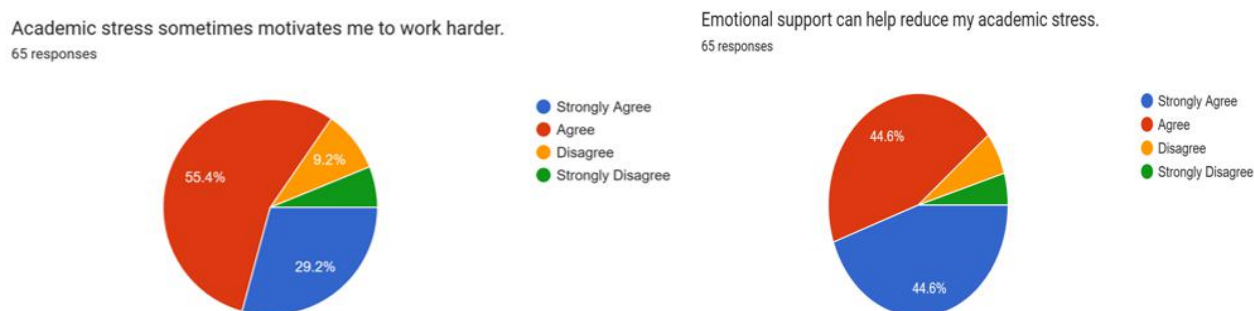 Academic stress sometimes motivates me to work harder.
65 responses
Strongly Agree
Agree
Disagree
Strongly Disagree
55.4%
9.2%
29.2%
Emotional support can help reduce my academic stress.
65 responses
Strongly Agree
Agree
Disagree
Strongly Disagree
44.6%
44.6%